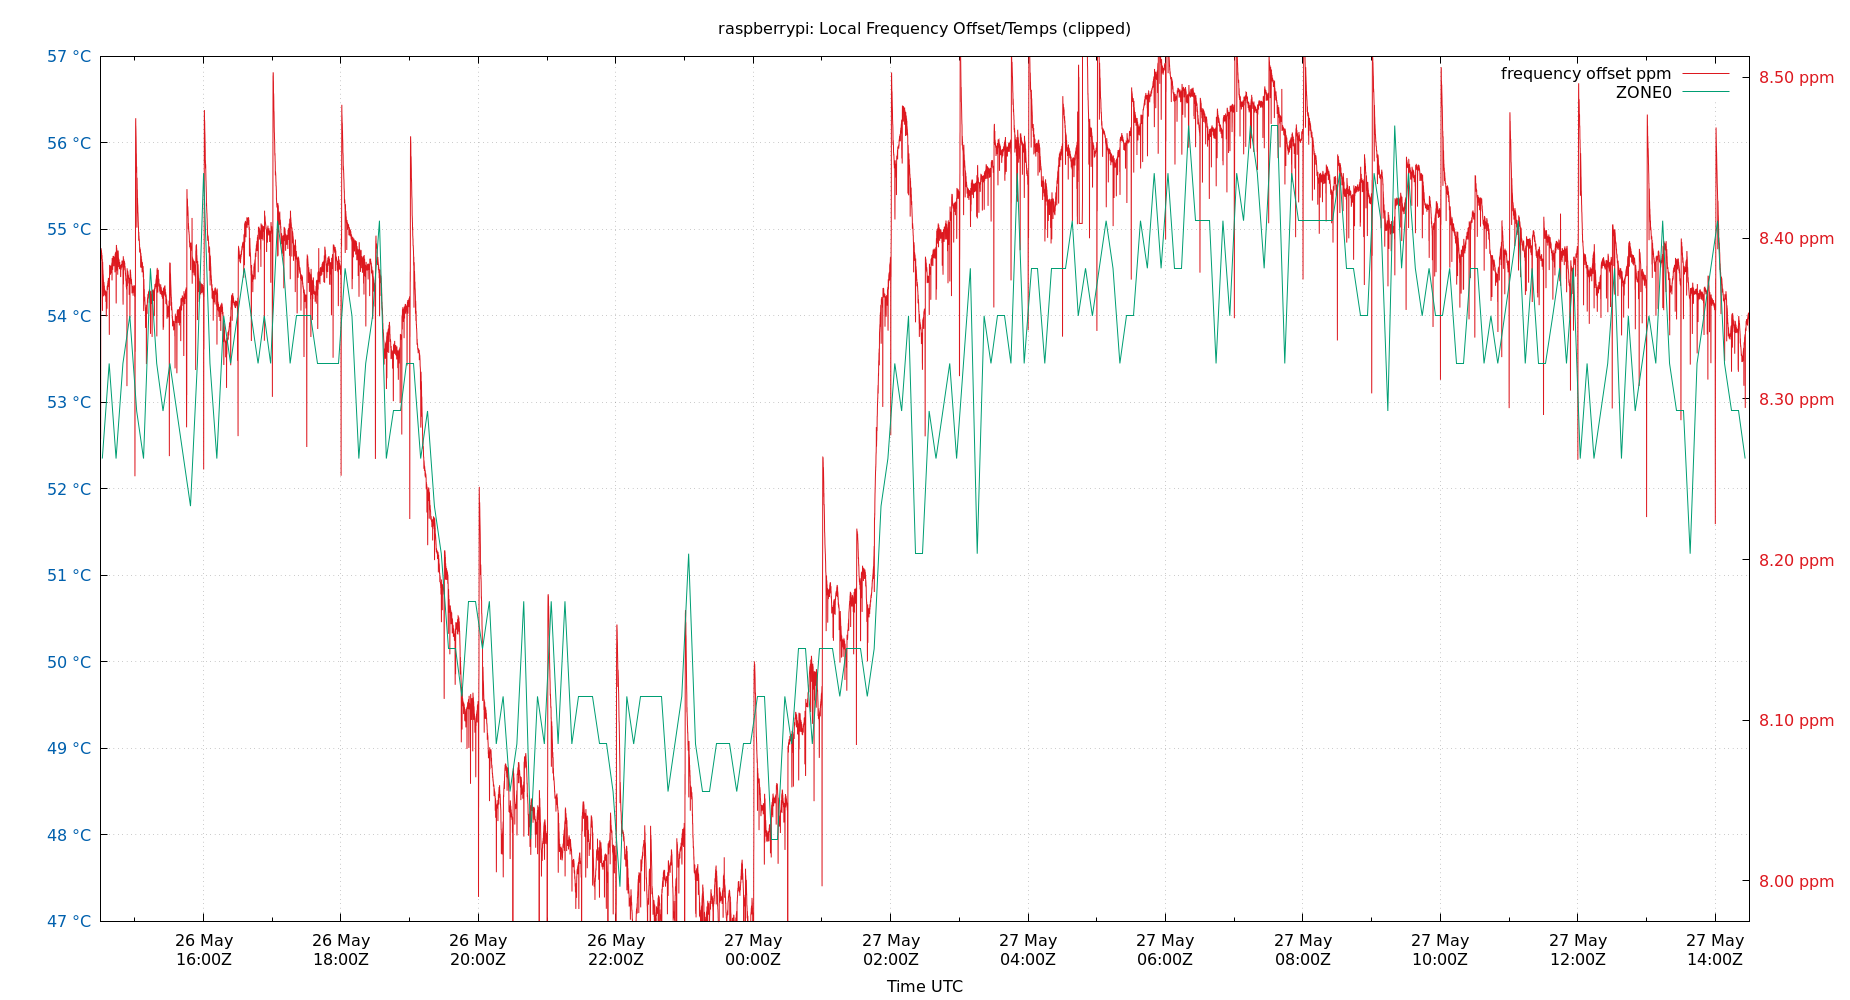 raspberrypi: Local Frequency Offset/Temps (clipped)
frequency offset ppm
ZONE0
57 °C
56 °C
55 °C
54 °C
53 °C
52 °C
51 °C
50 °C
49 °C
48 °C
47 °C
8.50 ppm
8.40 ppm
8.30 ppm
8.20 ppm
8.10 ppm
8.00 ppm
26 May 26 May 26 May 26 May 27 May 27 May 27 May 27 May 27 May 27 May 27 May 27 May
16:00Z 18:00Z 20:00Z 22:00Z 00:00Z 02:00Z 04:00Z 06:00Z 08:00Z 10:00Z 12:00Z 14:00Z
Time UTC